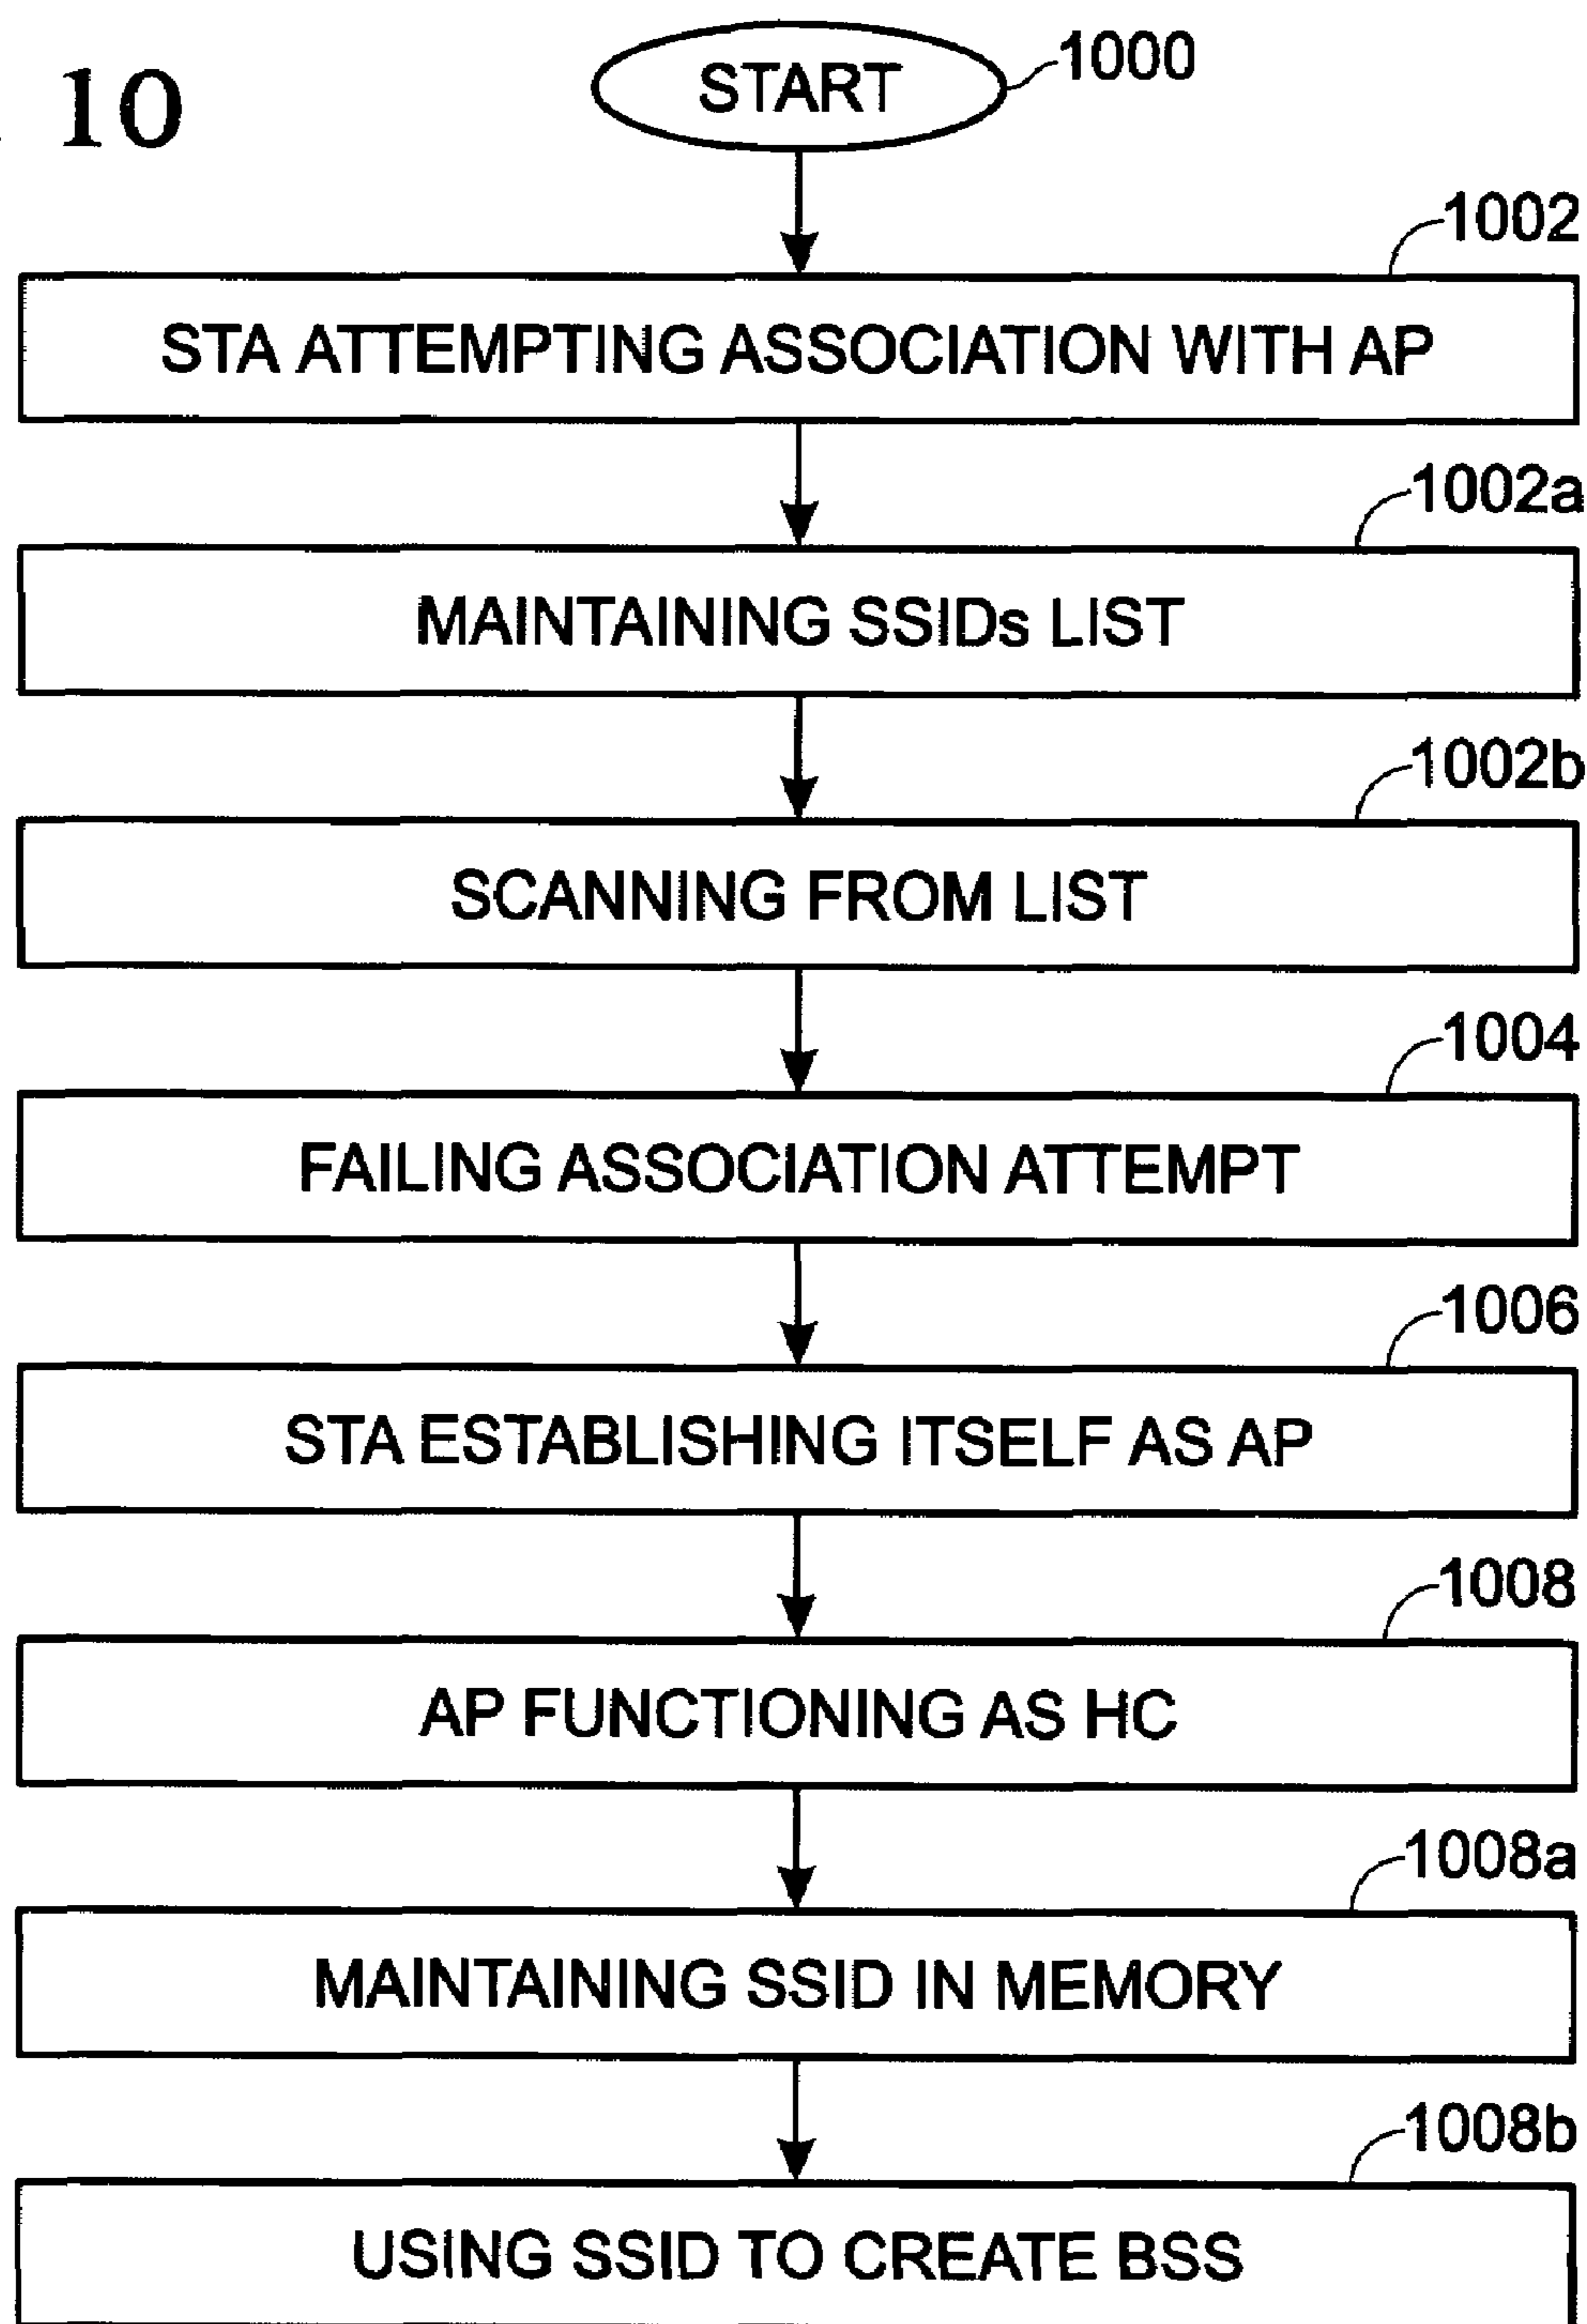 10
START
1000
1002
STA ATTEMPTING ASSOCIATION WITH AP
1002a
MAINTAINING SSIDs LIST
1002b
SCANNING FROM LIST
1004
FAILING ASSOCIATION ATTEMPT
1006
STA ESTABLISHING ITSELF AS AP
1008
AP FUNCTIONING AS HC
1008a
MAINTAINING SSID IN MEMORY
1008b
USING SSID TO CREATE BSS